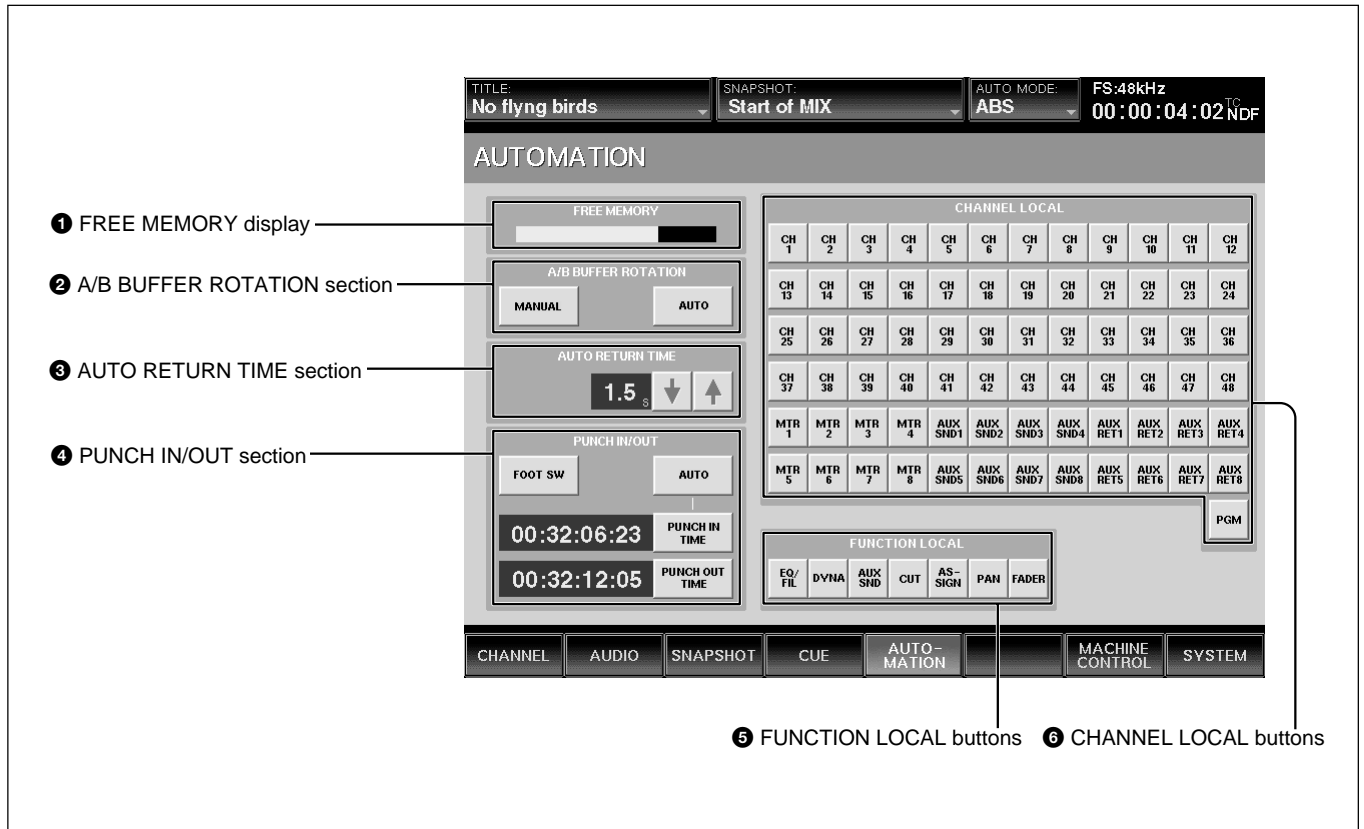 TITLE:
No flyng birds
SNAPSHOT:
Start of MIX
AUTO MODE:
ABS
FS:48kHz
00:00:04:02 TC NDF
AUTOMATION
❶ FREE MEMORY display
❷ A/B BUFFER ROTATION section
❸ AUTO RETURN TIME section
❹ PUNCH IN/OUT section
FREE MEMORY
A/B BUFFER ROTATION
MANUAL AUTO
AUTO RETURN TIME
1.5 s
PUNCH IN/OUT
FOOT SW AUTO
00:32:06:23 PUNCH IN TIME
00:32:12:05 PUNCH OUT TIME
CHANNEL LOCAL
CH 1 CH 2 CH 3 CH 4 CH 5 CH 6 CH 7 CH 8 CH 9 CH 10 CH 11 CH 12
CH 13 CH 14 CH 15 CH 16 CH 17 CH 18 CH 19 CH 20 CH 21 CH 22 CH 23 CH 24
CH 25 CH 26 CH 27 CH 28 CH 29 CH 30 CH 31 CH 32 CH 33 CH 34 CH 35 CH 36
CH 37 CH 38 CH 39 CH 40 CH 41 CH 42 CH 43 CH 44 CH 45 CH 46 CH 47 CH 48
MTR 1 MTR 2 MTR 3 MTR 4 AUX SND1 AUX SND2 AUX SND3 AUX SND4 AUX RET1 AUX RET2 AUX RET3 AUX RET4
MTR 5 MTR 6 MTR 7 MTR 8 AUX SND5 AUX SND6 AUX SND7 AUX SND8 AUX RET5 AUX RET6 AUX RET7 AUX RET8
PGM
FUNCTION LOCAL
EQ/FIL DYNA AUX SND CUT AS-SIGN PAN FADER
CHANNEL AUDIO SNAPSHOT CUE AUTO-MATION MACHINE CONTROL SYSTEM
❺ FUNCTION LOCAL buttons ❻ CHANNEL LOCAL buttons